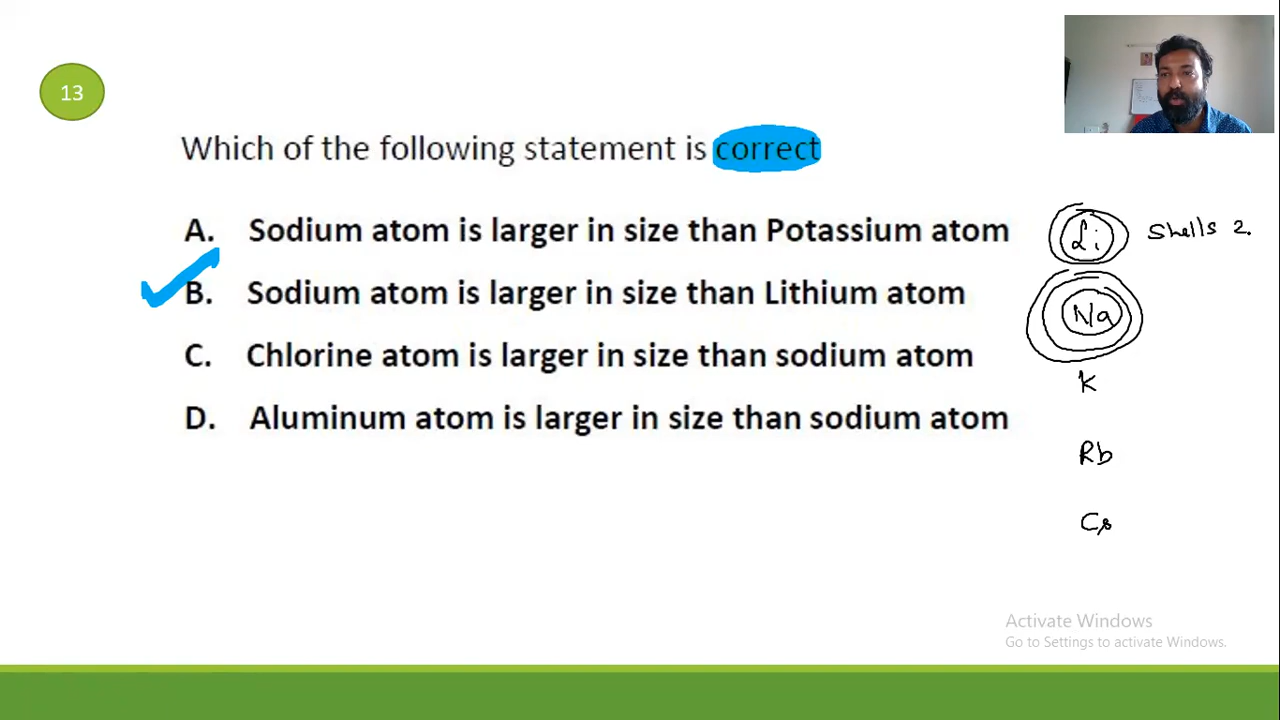 13
Which of the following statement is correct
A. Sodium atom is larger in size than Potassium atom
B. Sodium atom is larger in size than Lithium atom
C. Chlorine atom is larger in size than sodium atom
D. Aluminum atom is larger in size than sodium atom
Li Shells 2.
Na
K
Rb
Cs
Activate Windows
Go to Settings to activate Windows.